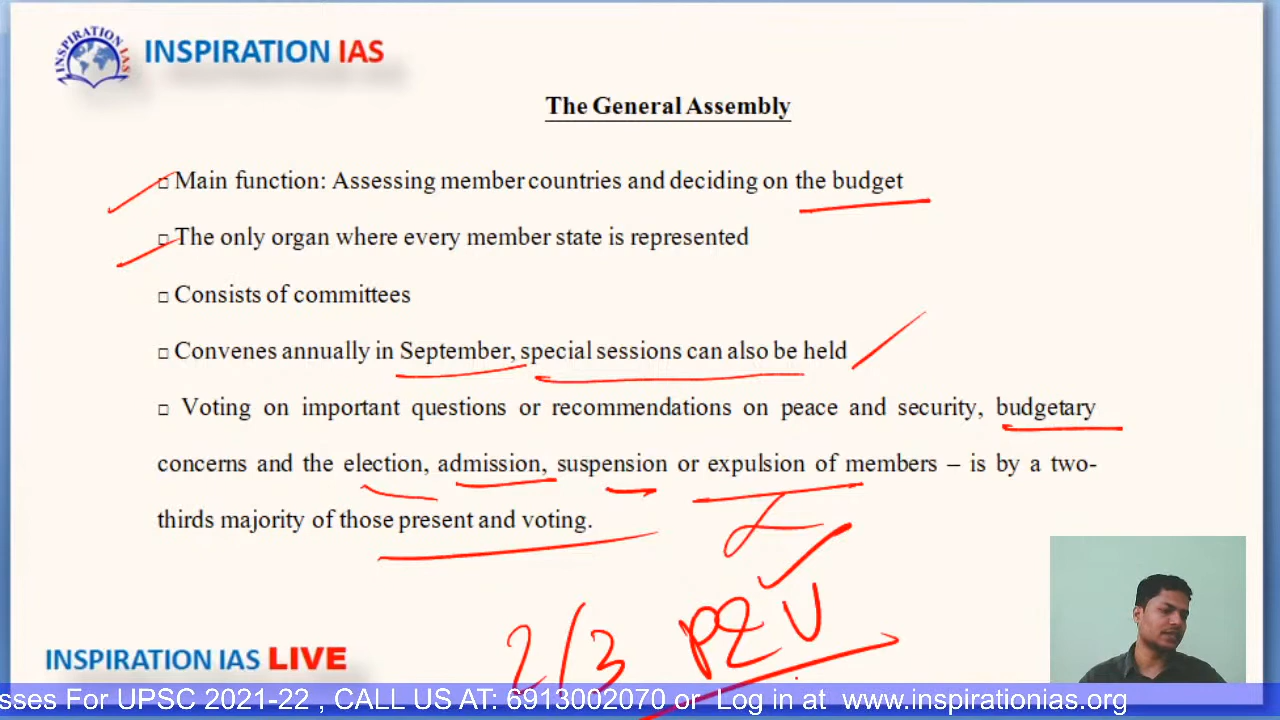 INSPIRATION IAS
INSPIRATION IAS
The General Assembly
□ Main function: Assessing member countries and deciding on the budget
□ The only organ where every member state is represented
□ Consists of committees
□ Convenes annually in September, special sessions can also be held
□ Voting on important questions or recommendations on peace and security, budgetary
concerns and the election, admission, suspension or expulsion of members – is by a two-
thirds majority of those present and voting.
2/3 P&V
INSPIRATION IAS LIVE
sses For UPSC 2021-22 , CALL US AT: 6913002070 or Log in at www.inspirationias.org